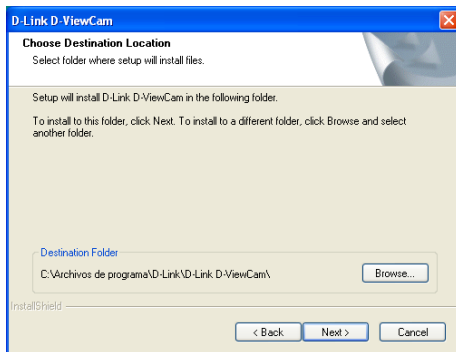 D-Link D-ViewCam
Choose Destination Location
Select folder where setup will install files.
Setup will install D-Link D-ViewCam in the following folder.
To install to this folder, click Next. To install to a different folder, click Browse and select
another folder.
Destination Folder
C:\Archivos de programa\D-Link\D-Link D-ViewCam\
Browse...
InstallShield
< Back
Next >
Cancel